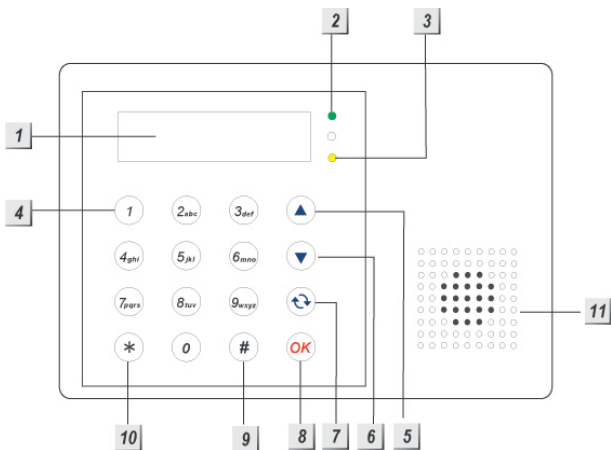 2 3
1
4 1 2abc 3def
4ghi 5jkl 6mno
7pqrs 8tuv 9wxyz
11
* 0 # OK
10 9 8 7 6 5